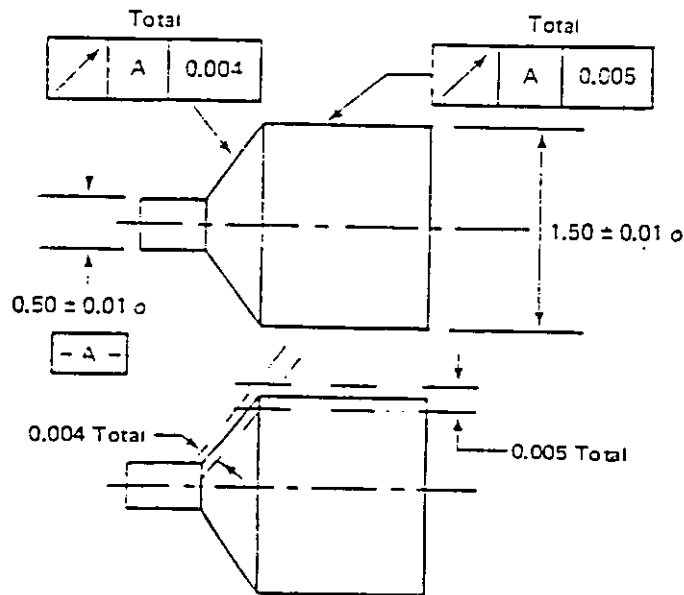 Total
A 0.004
Total
A 0.005
1.50 ± 0.01 ⌀
0.50 ± 0.01 ⌀
- A -
0.004 Total
0.005 Total